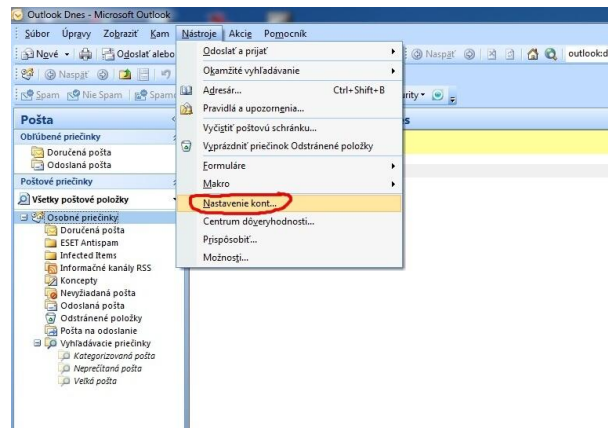 Outlook Dnes - Microsoft Outlook
Súbor Úpravy Zobraziť Kam Nástroje Akcie Pomocník
Nové Odoslať alebo
Naspäť
outlook:d
Naspäť
Spam Nie Spam Spam
Odoslať a prijať
Okamžité vyhľadávanie
Adresár... Ctrl+Shift+B
Pravidlá a upozornenia...
Vyčistiť poštovú schránku...
Vyprázdniť priečinok Odstránené položky
Formuláre
Makro
Nastavenie kont...
Centrum dôveryhodnosti...
Prispôsobiť...
Možnosti...
urity
s
Pošta
Obľúbené priečinky
Doručená pošta
Odoslaná pošta
Poštové priečinky
Všetky poštové položky
Osobné priečinky
Doručená pošta
ESET Antispam
Infected Items
Informačné kanály RSS
Koncepty
Nevyžiadaná pošta
Odoslaná pošta
Odstránené položky
Pošta na odoslanie
Vyhľadávacie priečinky
Kategorizovaná pošta
Neprečítaná pošta
Veľká pošta